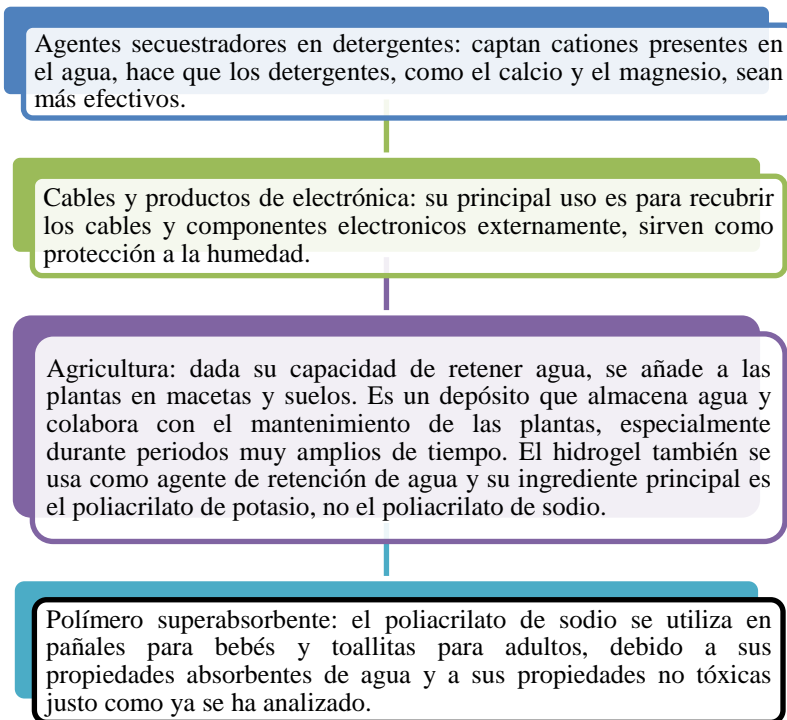 Agentes secuestradores en detergentes: captan cationes presentes en
el agua, hace que los detergentes, como el calcio y el magnesio, sean
más efectivos.
Cables y productos de electrónica: su principal uso es para recubrir
los cables y componentes electronicos externamente, sirven como
protección a la humedad.
Agricultura: dada su capacidad de retener agua, se añade a las
plantas en macetas y suelos. Es un depósito que almacena agua y
colabora con el mantenimiento de las plantas, especialmente
durante periodos muy amplios de tiempo. El hidrogel también se
usa como agente de retención de agua y su ingrediente principal es
el poliacrilato de potasio, no el poliacrilato de sodio.
Polímero superabsorbente: el poliacrilato de sodio se utiliza en
pañales para bebés y toallitas para adultos, debido a sus
propiedades absorbentes de agua y a sus propiedades no tóxicas
justo como ya se ha analizado.